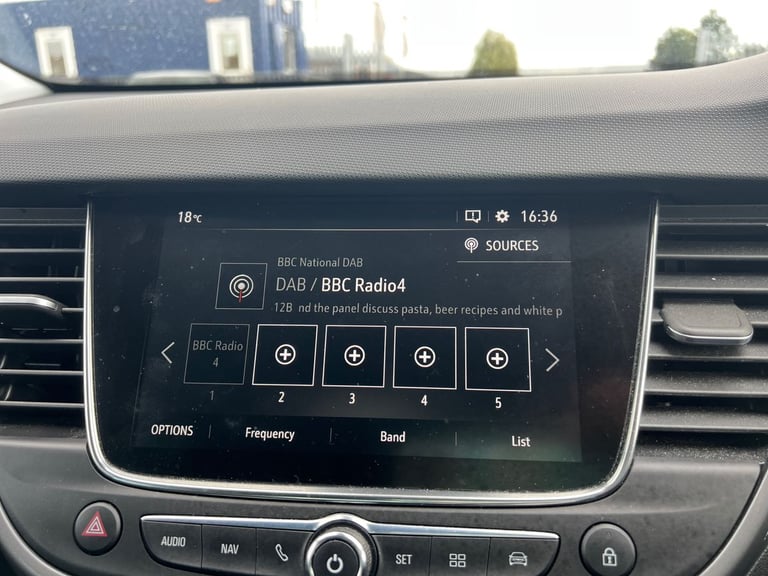 18°C 16:36
SOURCES
BBC National DAB
DAB / BBC Radio4
12B nd the panel discuss pasta, beer recipes and white p
BBC Radio
4
1 2 3 4 5
OPTIONS Frequency Band List
AUDIO NAV SET